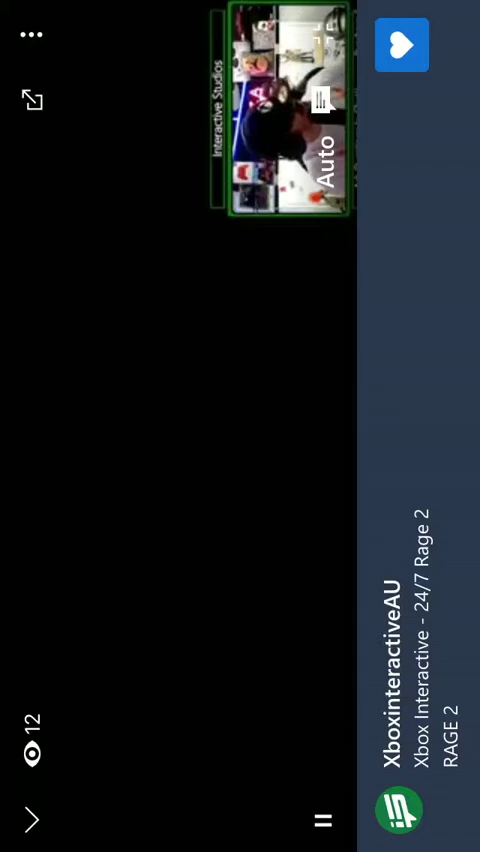 12
Interactive Studios
Auto
XboxinteractiveAU
Xbox Interactive - 24/7 Rage 2
RAGE 2